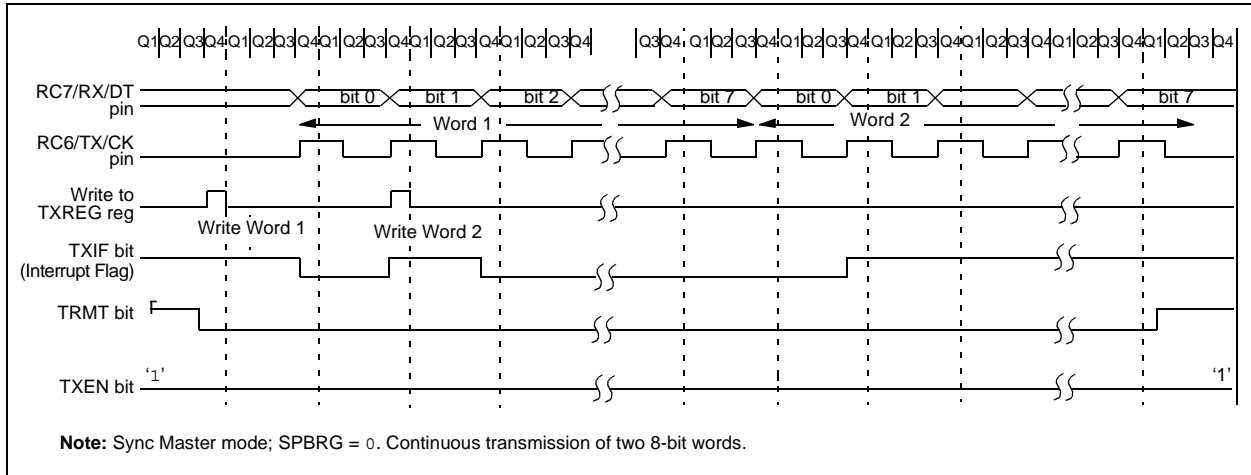 Q1 Q2 Q3 Q4 Q1 Q2 Q3 Q4 Q1 Q2 Q3 Q4 Q1 Q2 Q3 Q4 Q1 Q2 Q3 Q4 Q3 Q4 Q1 Q2 Q3 Q4 Q1 Q2 Q3 Q4 Q1 Q2 Q3 Q4 Q1 Q2 Q3 Q4 Q1 Q2 Q3 Q4 Q1 Q2 Q3 Q4
RC7/RX/DT
pin
bit 0 bit 1 bit 2 bit 7 bit 0 bit 1 bit 7
Word 1 Word 2
RC6/TX/CK
pin
Write to
TXREG reg
Write Word 1 Write Word 2
TXIF bit
(Interrupt Flag)
TRMT bit
TXEN bit ‘1’ ‘1’
Note: Sync Master mode; SPBRG = 0. Continuous transmission of two 8-bit words.